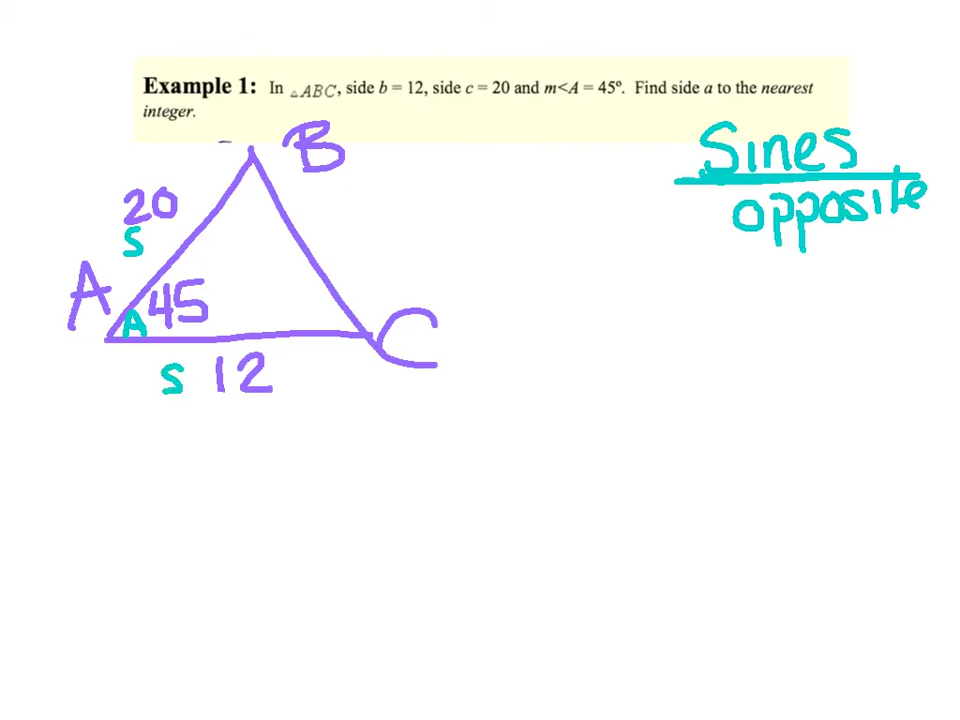 Example 1: In △ABC, side b = 12, side c = 20 and m<A = 45º. Find side a to the nearest
integer.
B
Sines
opposite
20
S
A 45
A
C
S 12